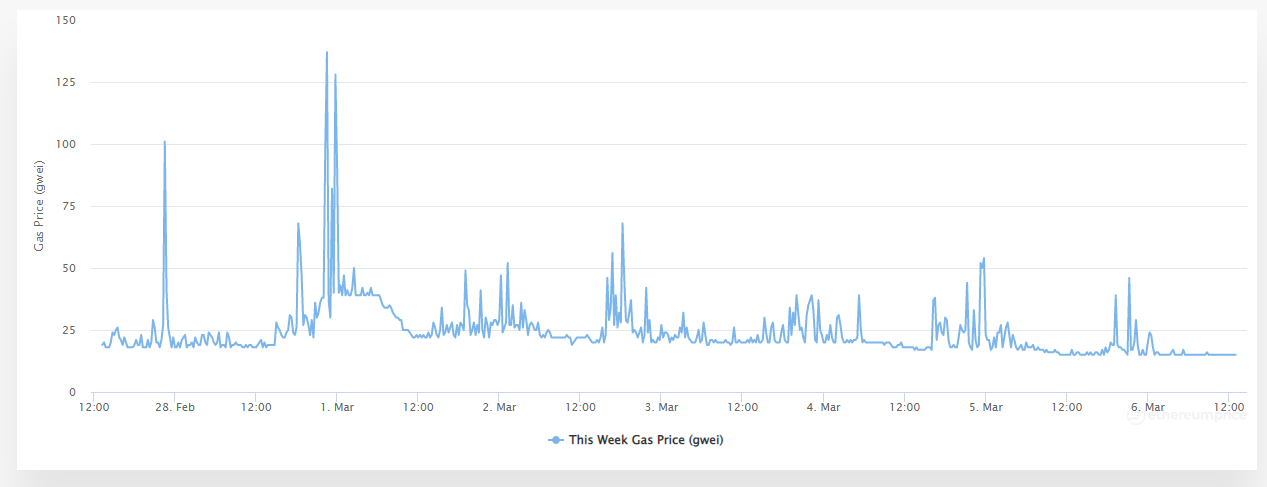 150
125
100
75
50
25
0
Gas Price (gwei)
12:00 28. Feb 12:00 1. Mar 12:00 2. Mar 12:00 3. Mar 12:00 4. Mar 12:00 5. Mar 12:00 6. Mar 12:00
ethereumprice
This Week Gas Price (gwei)